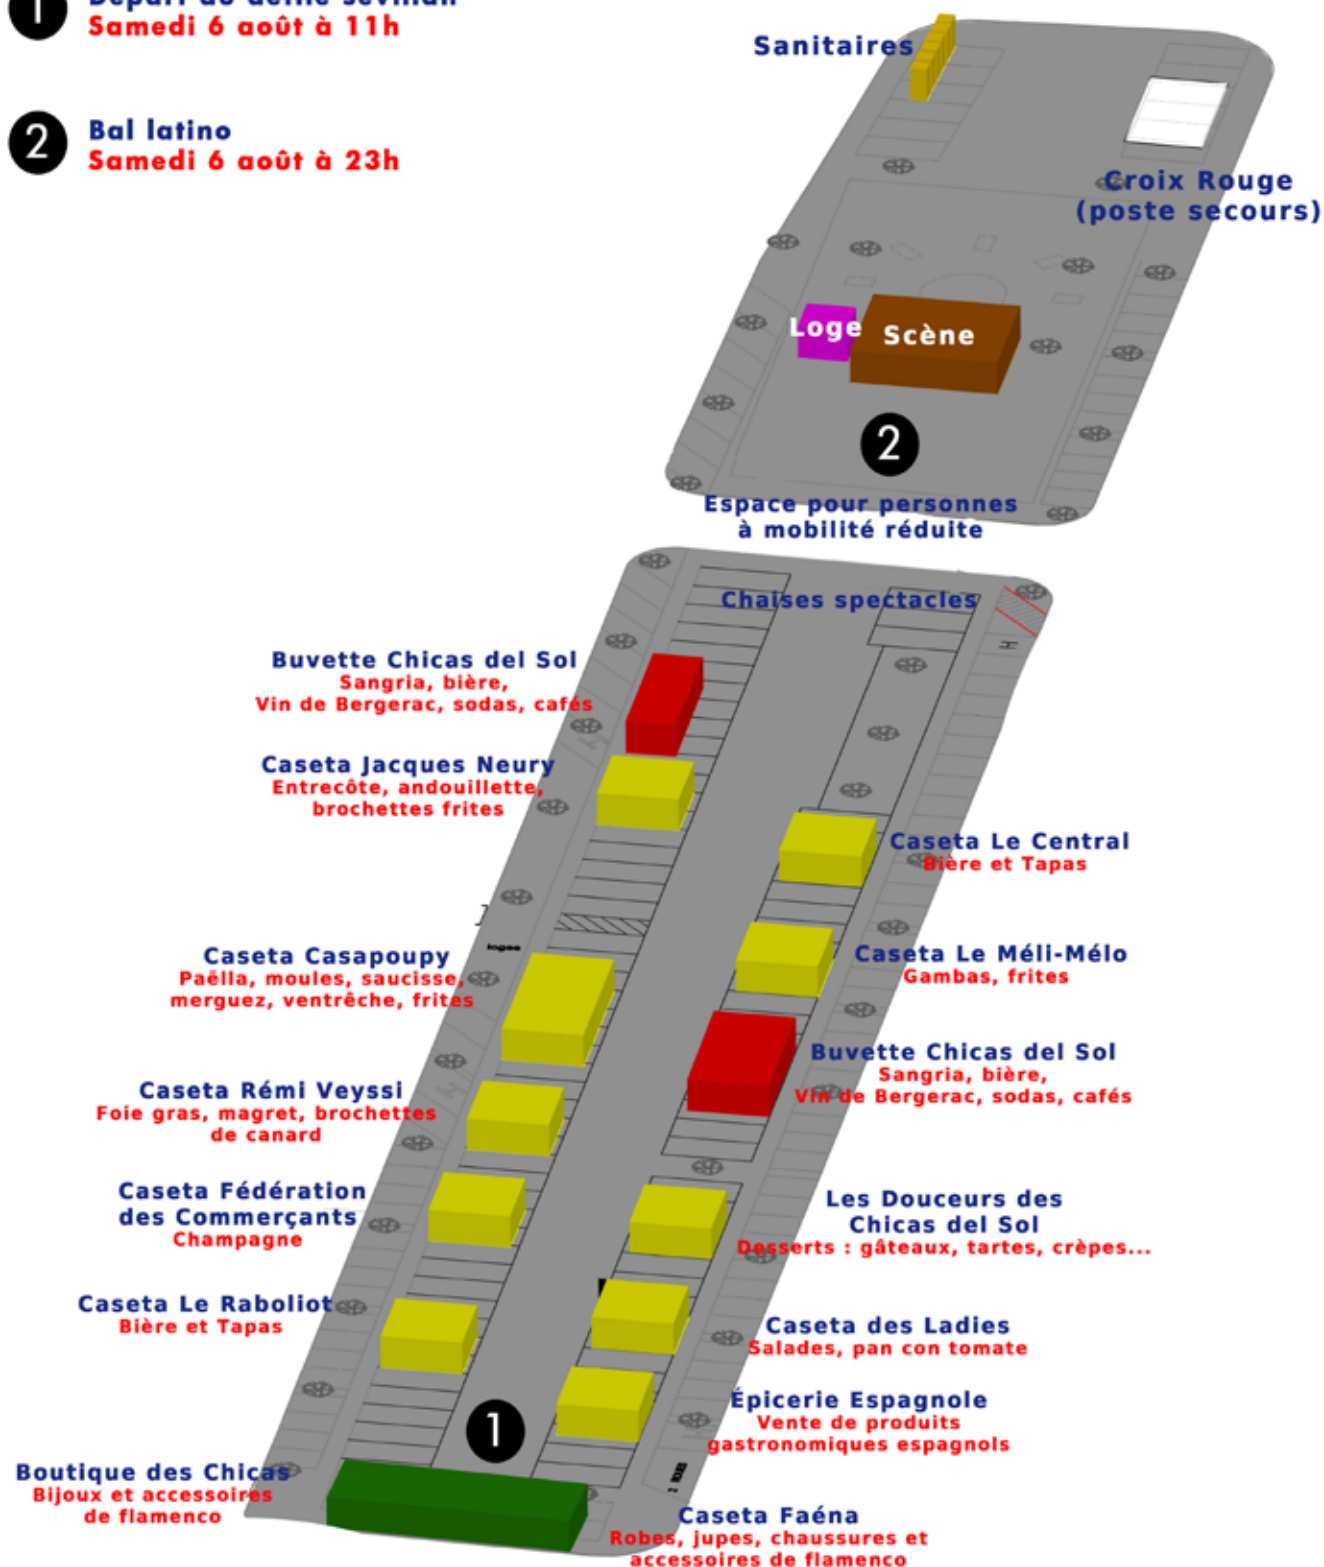 1 Départ du défilé sévillan
Samedi 6 août à 11h
2 Bal latino
Samedi 6 août à 23h
Sanitaires
Croix Rouge
(poste secours)
Loge
Scène
2
Espace pour personnes
à mobilité réduite
Chaises spectacles
H
Buvette Chicas del Sol
Sangria, bière,
Vin de Bergerac, sodas, cafés
Caseta Jacques Neury
Entrecôte, andouillette,
brochettes frites
Caseta Le Central
Bière et Tapas
loges
Caseta Casapoupy
Paëlla, moules, saucisse,
merguez, ventrêche, frites
Caseta Le Méli-Mélo
Gambas, frites
Buvette Chicas del Sol
Sangria, bière,
Vin de Bergerac, sodas, cafés
Caseta Rémi Veyssi
Foie gras, magret, brochettes
de canard
Caseta Fédération
des Commerçants
Champagne
Les Douceurs des
Chicas del Sol
Desserts : gâteaux, tartes, crèpes...
Caseta Le Raboliot
Bière et Tapas
Caseta des Ladies
Salades, pan con tomate
Épicerie Espagnole
Vente de produits
gastronomiques espagnols
1
Boutique des Chicas
Bijoux et accessoires
de flamenco
Caseta Faéna
Robes, jupes, chaussures et
accessoires de flamenco